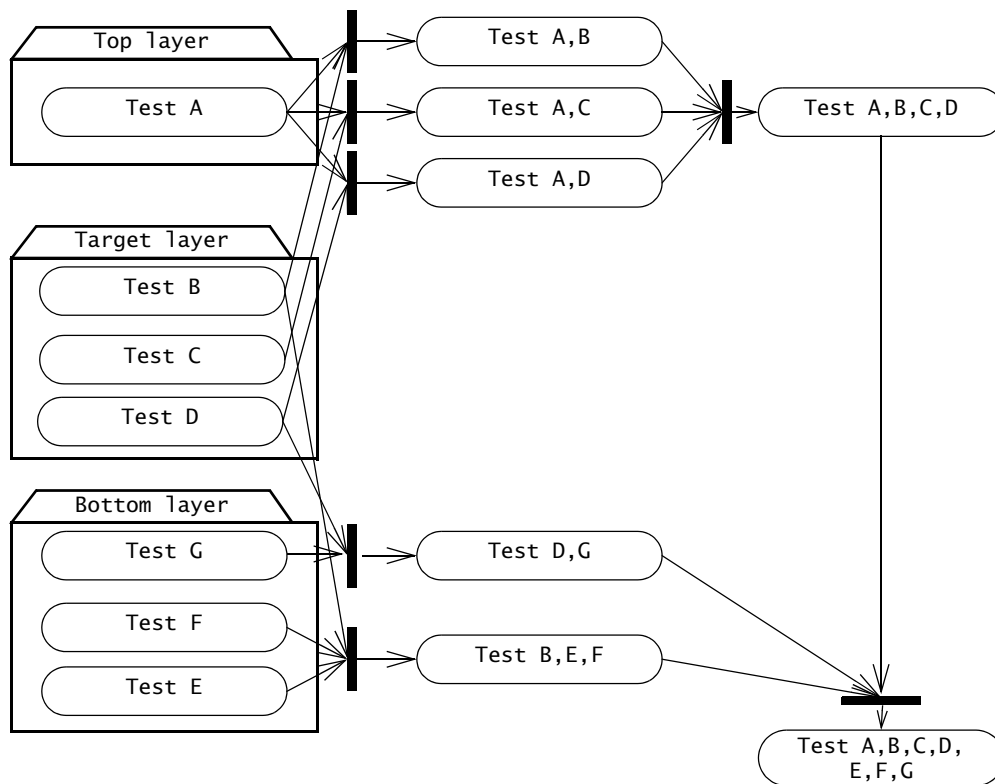 Top layer
Test A
Test A,B
Test A,C
Test A,D
Test A,B,C,D
Target layer
Test B
Test C
Test D
Bottom layer
Test G
Test F
Test E
Test D,G
Test B,E,F
Test A,B,C,D,
E,F,G